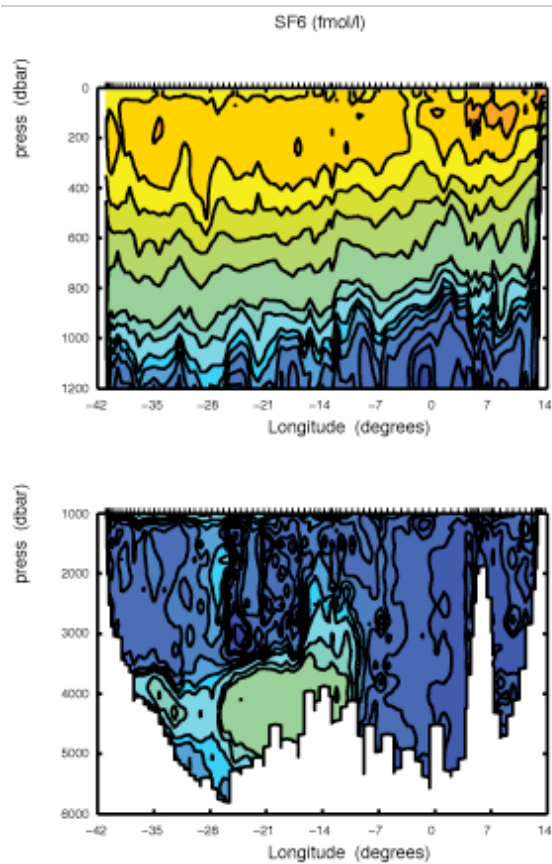 SF6 (fmol/l)
press (dbar)
0
200
400
600
800
1000
1200
-42 -35 -28 -21 -14 -7 0 7 14
Longitude (degrees)
press (dbar)
1000
2000
3000
4000
5000
6000
-42 -35 -28 -21 -14 -7 0 7 14
Longitude (degrees)